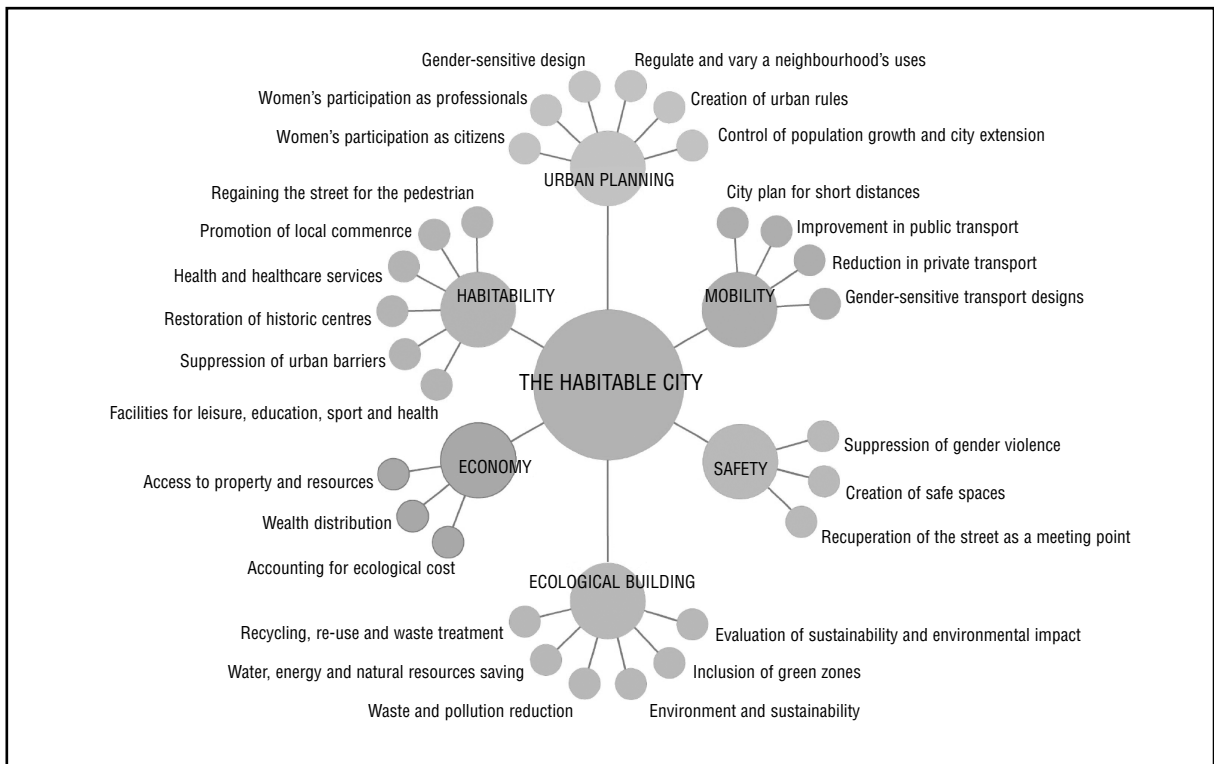 Gender-sensitive design
Regulate and vary a neighbourhood's uses
Women's participation as professionals
Creation of urban rules
Women's participation as citizens
Control of population growth and city extension
URBAN PLANNING
Regaining the street for the pedestrian
City plan for short distances
Promotion of local commenrce
Improvement in public transport
Health and healthcare services
Reduction in private transport
HABITABILITY
MOBILITY
Gender-sensitive transport designs
Restoration of historic centres
Suppression of urban barriers
THE HABITABLE CITY
Facilities for leisure, education, sport and health
Suppression of gender violence
ECONOMY
SAFETY
Access to property and resources
Creation of safe spaces
Wealth distribution
Recuperation of the street as a meeting point
Accounting for ecological cost
ECOLOGICAL BUILDING
Recycling, re-use and waste treatment
Evaluation of sustainability and environmental impact
Water, energy and natural resources saving
Inclusion of green zones
Waste and pollution reduction
Environment and sustainability